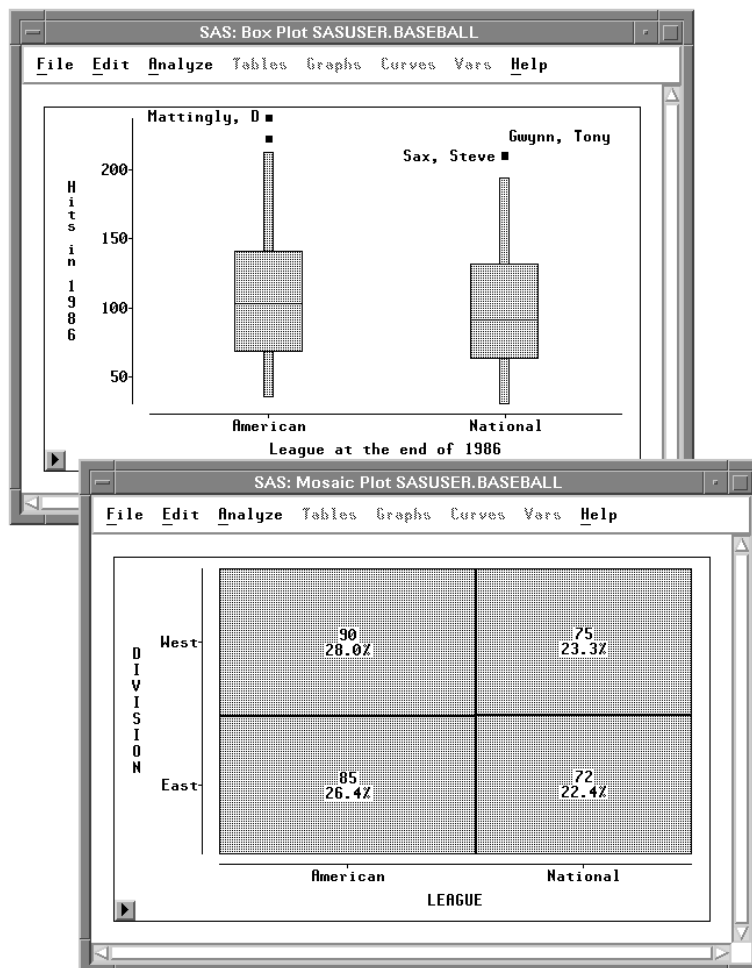 SAS: Box Plot SASUSER.BASEBALL
File Edit Analyze Tables Graphs Curves Vars Help
Mattingly, D
Gwynn, Tony
Sax, Steve
Hits in 1986
200
150
100
50
American National
League at the end of 1986
SAS: Mosaic Plot SASUSER.BASEBALL
File Edit Analyze Tables Graphs Curves Vars Help
DIVISION
West
90
28.0%
75
23.3%
East
85
26.4%
72
22.4%
American National
LEAGUE